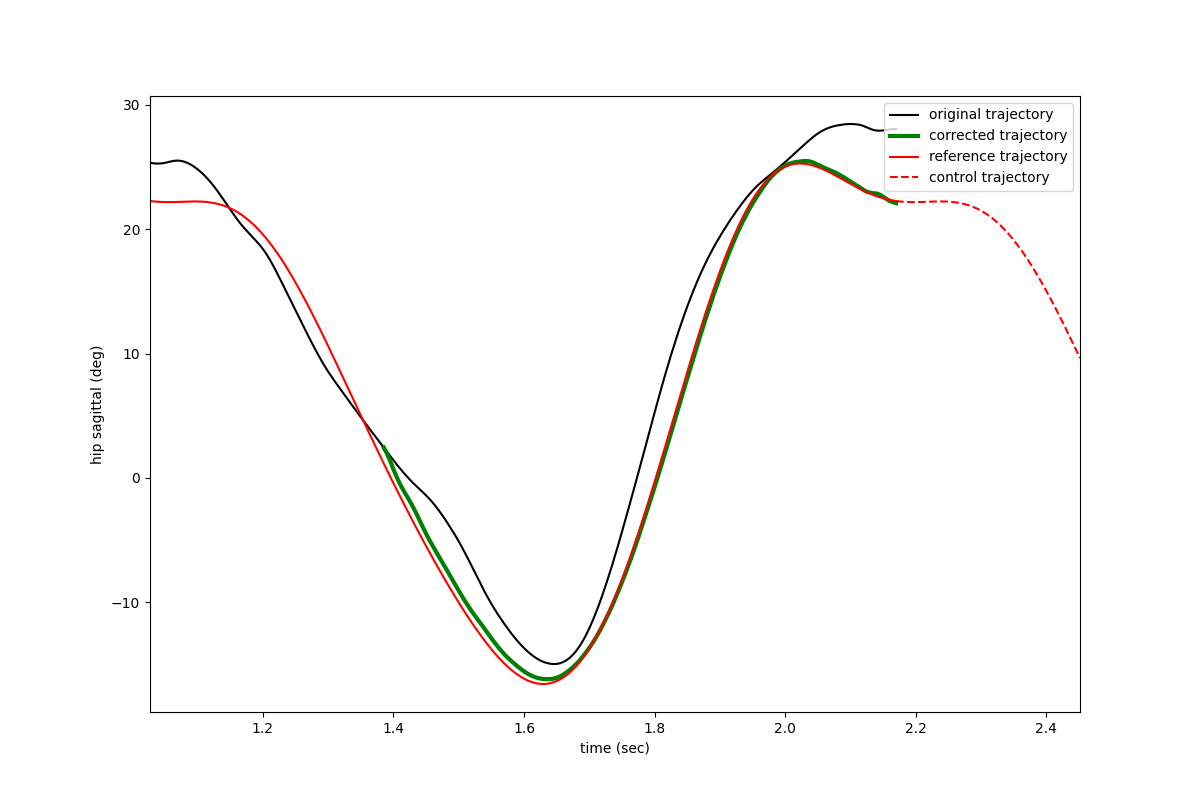 30
20
10
0
−10
hip sagittal (deg)
original trajectory
corrected trajectory
reference trajectory
control trajectory
1.2 1.4 1.6 1.8 2.0 2.2 2.4
time (sec)